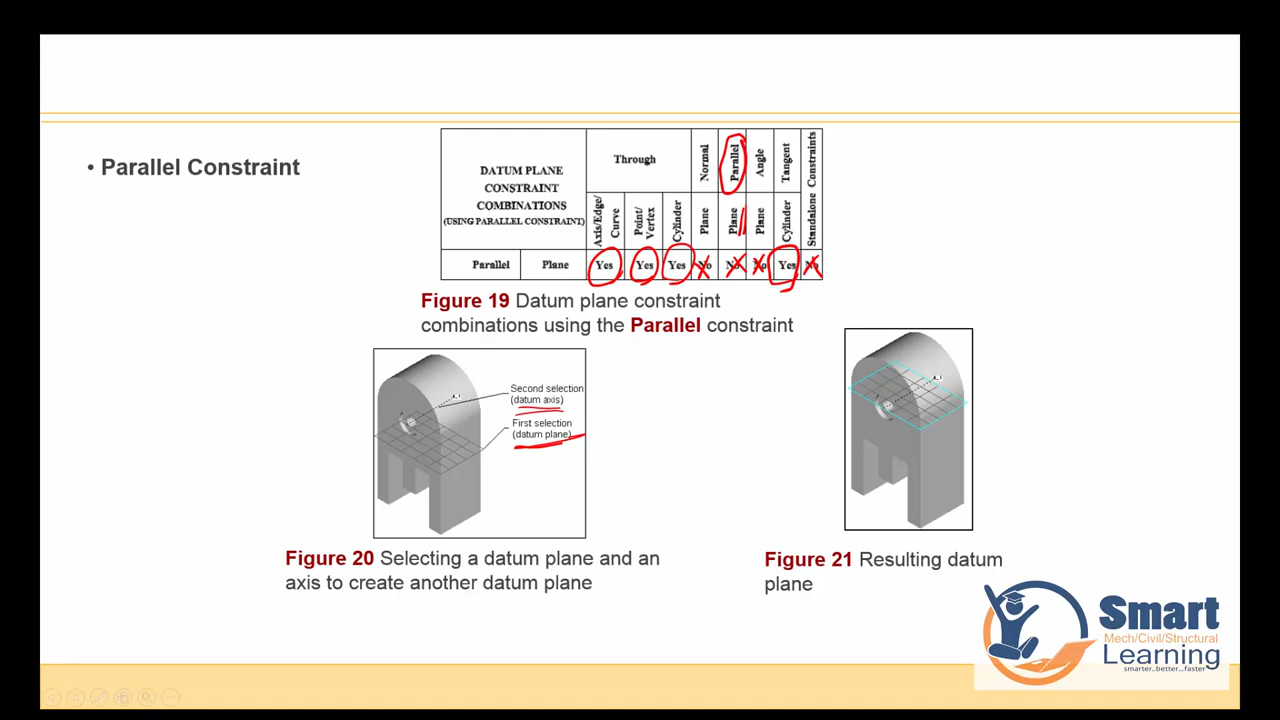 • Parallel Constraint
DATUM PLANE
CONSTRAINT
COMBINATIONS
(USING PARALLEL CONSTRAINT)
Through
Normal
Parallel
Angle
Tangent
Standalone Constraints
Axis/Edge/
Curve
Point/
Vertex
Cylinder
Plane
Plane
Plane
Cylinder
Parallel Plane Yes Yes Yes No No No Yes No
Figure 19 Datum plane constraint
combinations using the Parallel constraint
Second selection
(datum axis)
First selection
(datum plane)
Figure 20 Selecting a datum plane and an
axis to create another datum plane
Figure 21 Resulting datum
plane
Smart
Mech/Civil/Structural
Learning
smarter..better...faster